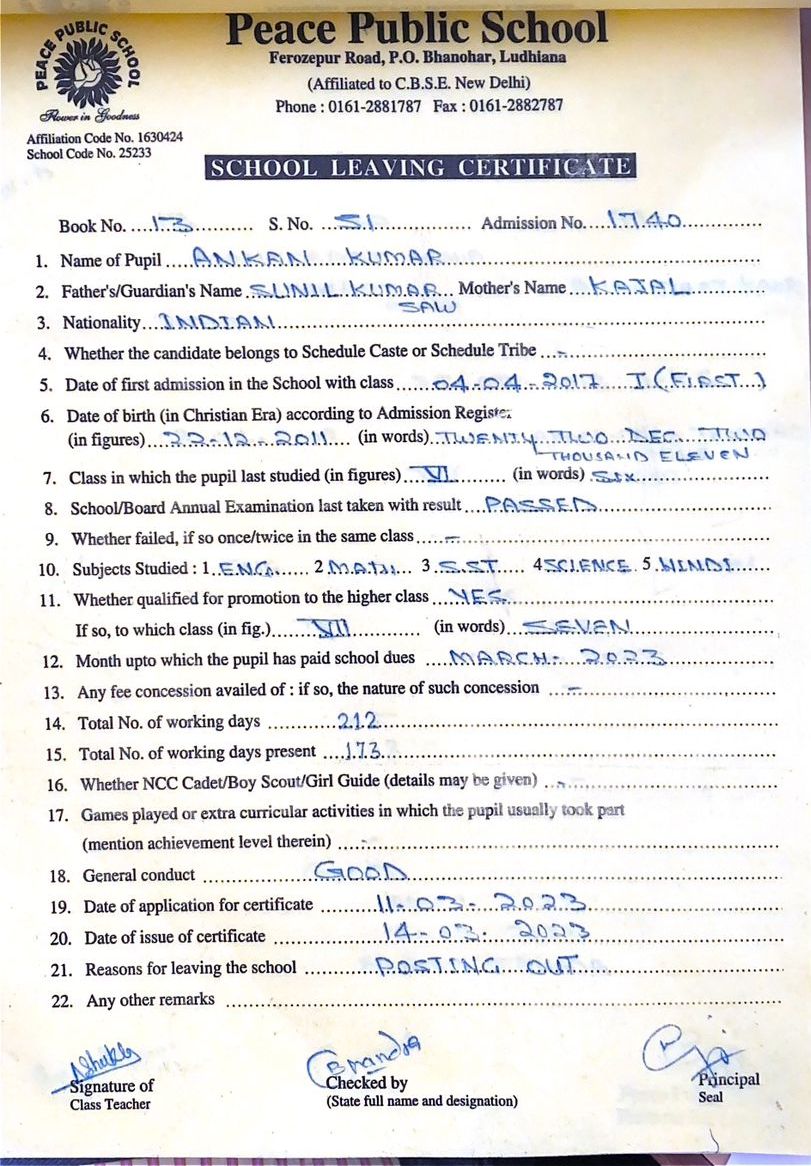 PEACE PUBLIC SCHOOL
Flower in Goodness
Affiliation Code No. 1630424
School Code No. 25233
Peace Public School
Ferozepur Road, P.O. Bhanohar, Ludhiana
(Affiliated to C.B.S.E. New Delhi)
Phone : 0161-2881787 Fax : 0161-2882787
SCHOOL LEAVING CERTIFICATE
Book No. 13 S. No. 51 Admission No. 1740
1. Name of Pupil ANKAN KUMAR
2. Father's/Guardian's Name SUNIL KUMAR SAW Mother's Name KAJAL
3. Nationality INDIAN
4. Whether the candidate belongs to Schedule Caste or Schedule Tribe -
5. Date of first admission in the School with class 04-04-2017 I (FIRST)
6. Date of birth (in Christian Era) according to Admission Register
(in figures) 22-12-2011 (in words) TWENTY TWO DEC. TWO
THOUSAND ELEVEN
7. Class in which the pupil last studied (in figures) VI (in words) SIX
8. School/Board Annual Examination last taken with result PASSED
9. Whether failed, if so once/twice in the same class -
10. Subjects Studied : 1. ENG. 2 MATH 3 S.ST. 4 SCIENCE 5. HINDI
11. Whether qualified for promotion to the higher class YES
If so, to which class (in fig.) VII (in words) SEVEN
12. Month upto which the pupil has paid school dues MARCH- 2023
13. Any fee concession availed of : if so, the nature of such concession -
14. Total No. of working days 212
15. Total No. of working days present 173
16. Whether NCC Cadet/Boy Scout/Girl Guide (details may be given) -
17. Games played or extra curricular activities in which the pupil usually took part
(mention achievement level therein) -
18. General conduct GOOD
19. Date of application for certificate 11-03-2023
20. Date of issue of certificate 14-03-2023
21. Reasons for leaving the school POSTING OUT
22. Any other remarks
Signature of
Class Teacher
Checked by
(State full name and designation)
Principal
Seal